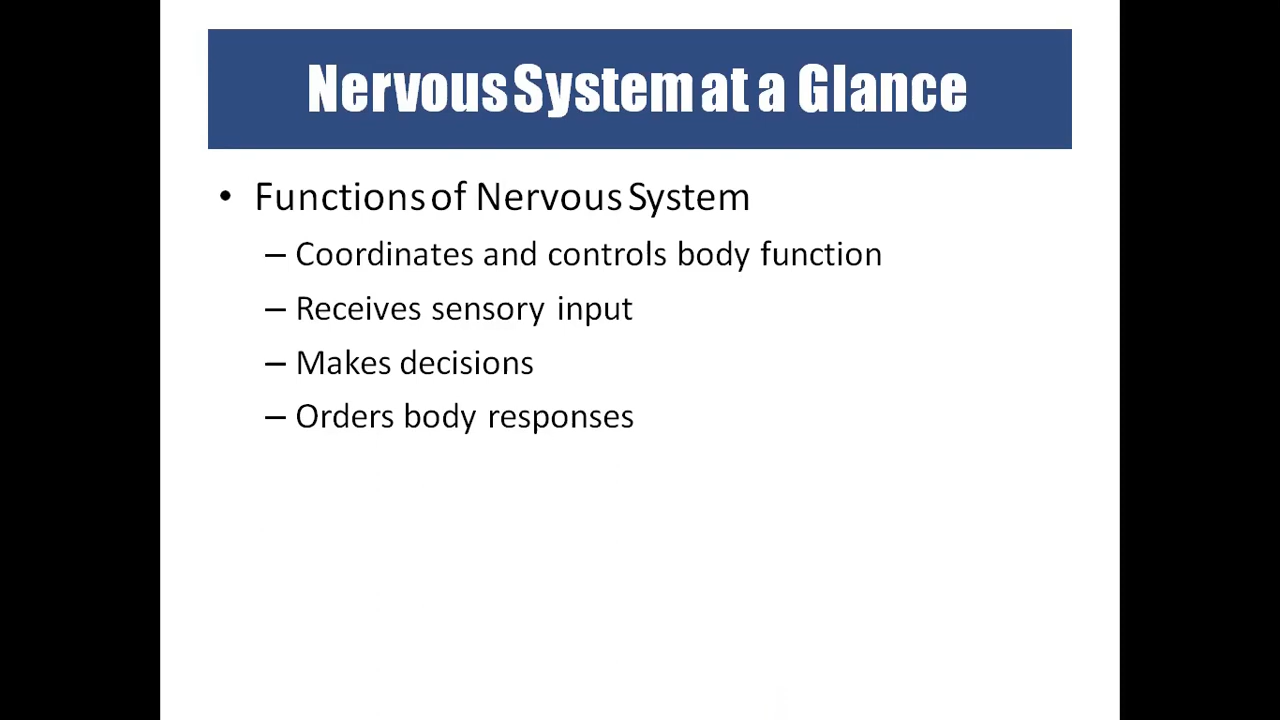 Nervous System at a Glance
• Functions of Nervous System
– Coordinates and controls body function
– Receives sensory input
– Makes decisions
– Orders body responses